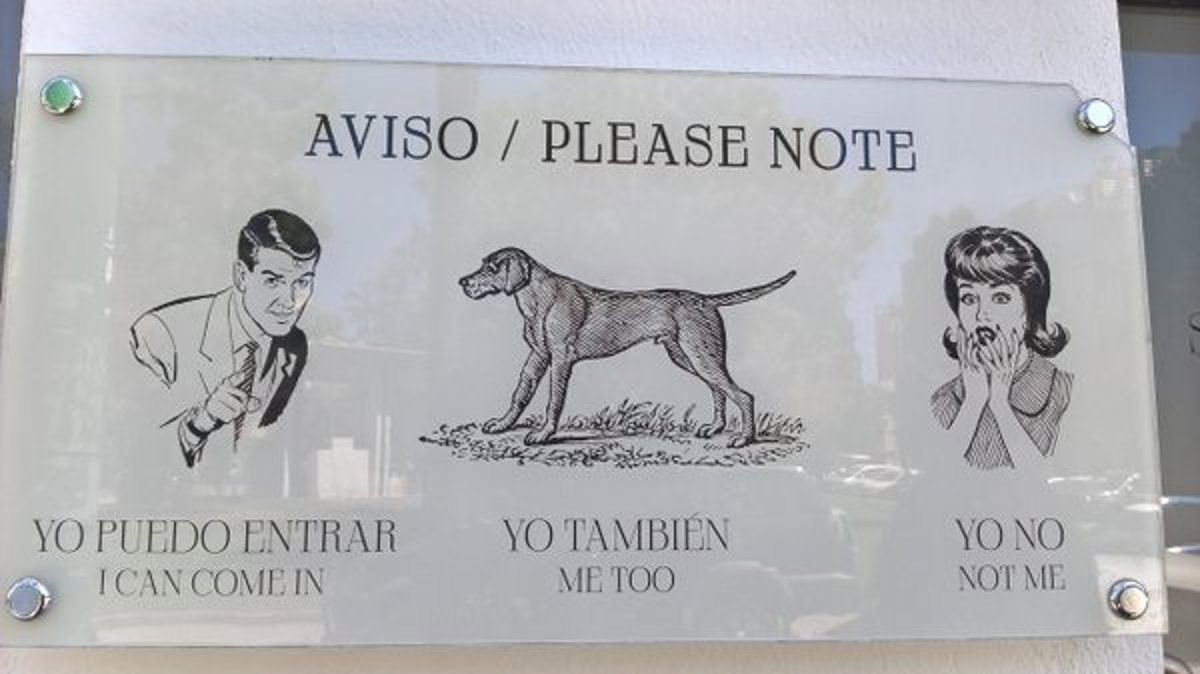 AVISO / PLEASE NOTE
YO PUEDO ENTRAR
I CAN COME IN
YO TAMBIÉN
ME TOO
YO NO
NOT ME